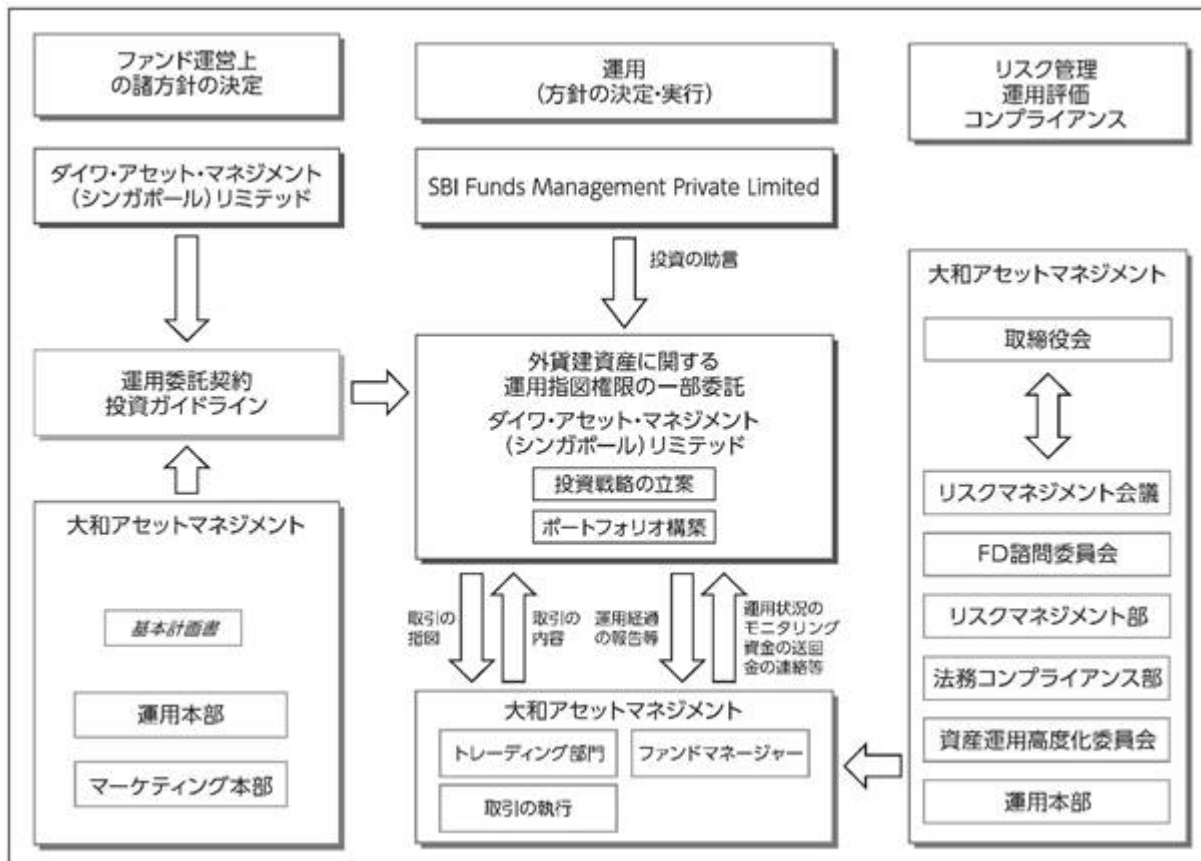 ファンド運営上
の諸方針の決定
運用
(方針の決定・実行)
リスク管理
運用評価
コンプライアンス
ダイワ・アセット・マネジメント
(シンガポール)リミテッド
SBI Funds Management Private Limited
投資の助言
運用委託契約
投資ガイドライン
外貨建資産に関する
運用指図権限の一部委託
ダイワ・アセット・マネジメント
(シンガポール)リミテッド
投資戦略の立案
ポートフォリオ構築
大和アセットマネジメント
基本計画書
運用本部
マーケティング本部
取引の
指図
取引の
内容
運用経過
の報告等
運用状況の
モニタリング
資金の送回
金の連絡等
大和アセットマネジメント
トレーディング部門
ファンドマネージャー
取引の執行
大和アセットマネジメント
取締役会
リスクマネジメント会議
FD諮問委員会
リスクマネジメント部
法務コンプライアンス部
資産運用高度化委員会
運用本部